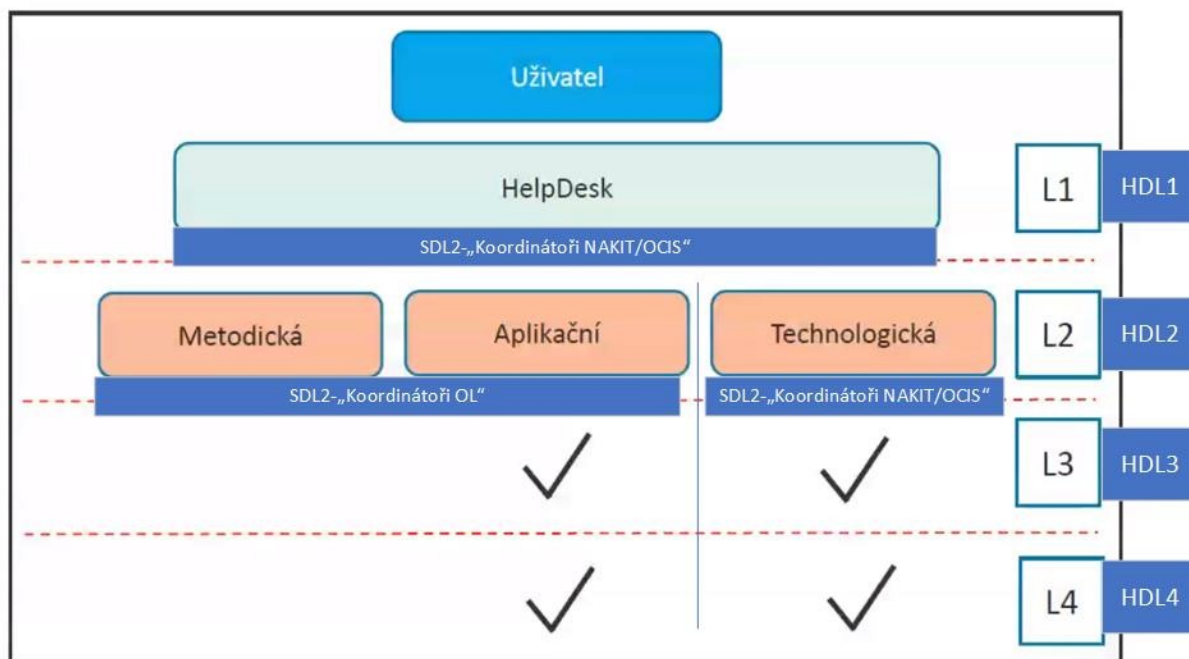 Uživatel
HelpDesk
L1
HDL1
SDL2-„Koordinátoři NAKIT/OCIS“
Metodická
Aplikační
Technologická
L2
HDL2
SDL2-„Koordinátoři OL“
SDL2-„Koordinátoři NAKIT/OCIS“
L3
HDL3
L4
HDL4